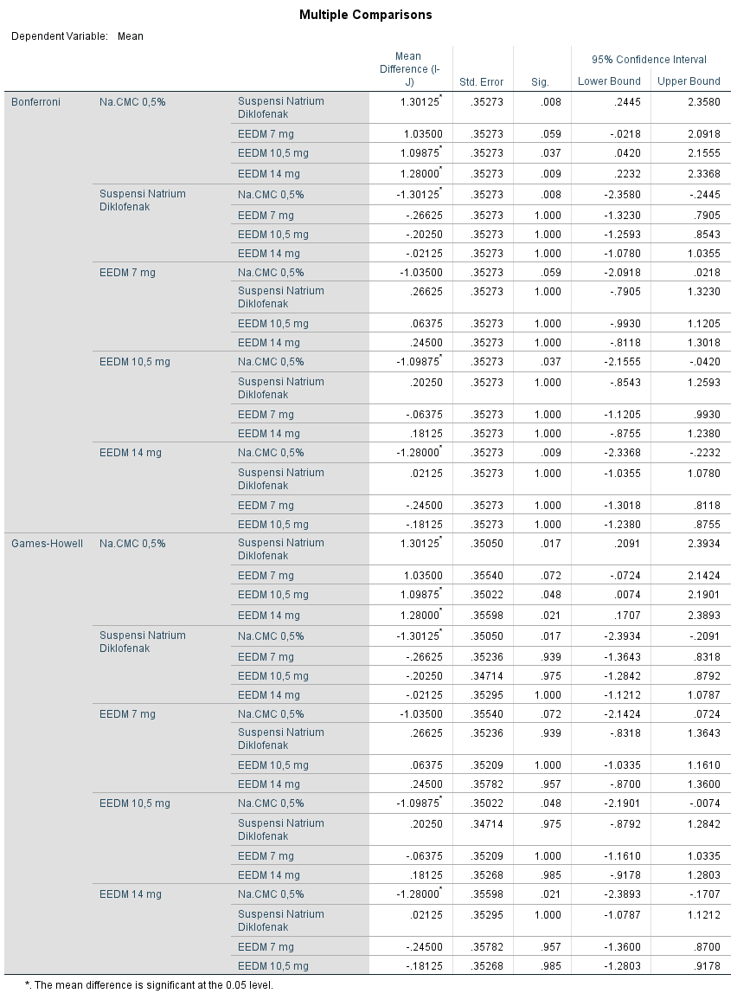 Multiple Comparisons
Dependent Variable: Mean
Mean Difference (I-J) Std. Error Sig. 95% Confidence Interval
Lower Bound Upper Bound
Bonferroni Na.CMC 0,5% Suspensi Natrium Diklofenak 1.30125* .35273 .008 .2445 2.3580
EEDM 7 mg 1.03500 .35273 .059 -.0218 2.0918
EEDM 10,5 mg 1.09875* .35273 .037 .0420 2.1555
EEDM 14 mg 1.28000* .35273 .009 .2232 2.3368
Suspensi Natrium Diklofenak Na.CMC 0,5% -1.30125* .35273 .008 -2.3580 -.2445
EEDM 7 mg -.26625 .35273 1.000 -1.3230 .7905
EEDM 10,5 mg -.20250 .35273 1.000 -1.2593 .8543
EEDM 14 mg -.02125 .35273 1.000 -1.0780 1.0355
EEDM 7 mg Na.CMC 0,5% -1.03500 .35273 .059 -2.0918 .0218
Suspensi Natrium Diklofenak .26625 .35273 1.000 -.7905 1.3230
EEDM 10,5 mg .06375 .35273 1.000 -.9930 1.1205
EEDM 14 mg .24500 .35273 1.000 -.8118 1.3018
EEDM 10,5 mg Na.CMC 0,5% -1.09875* .35273 .037 -2.1555 -.0420
Suspensi Natrium Diklofenak .20250 .35273 1.000 -.8543 1.2593
EEDM 7 mg -.06375 .35273 1.000 -1.1205 .9930
EEDM 14 mg .18125 .35273 1.000 -.8755 1.2380
EEDM 14 mg Na.CMC 0,5% -1.28000* .35273 .009 -2.3368 -.2232
Suspensi Natrium Diklofenak .02125 .35273 1.000 -1.0355 1.0780
EEDM 7 mg -.24500 .35273 1.000 -1.3018 .8118
EEDM 10,5 mg -.18125 .35273 1.000 -1.2380 .8755
Games-Howell Na.CMC 0,5% Suspensi Natrium Diklofenak 1.30125* .35050 .017 .2091 2.3934
EEDM 7 mg 1.03500 .35540 .072 -.0724 2.1424
EEDM 10,5 mg 1.09875* .35022 .048 .0074 2.1901
EEDM 14 mg 1.28000* .35598 .021 .1707 2.3893
Suspensi Natrium Diklofenak Na.CMC 0,5% -1.30125* .35050 .017 -2.3934 -.2091
EEDM 7 mg -.26625 .35236 .939 -1.3643 .8318
EEDM 10,5 mg -.20250 .34714 .975 -1.2842 .8792
EEDM 14 mg -.02125 .35295 1.000 -1.1212 1.0787
EEDM 7 mg Na.CMC 0,5% -1.03500 .35540 .072 -2.1424 .0724
Suspensi Natrium Diklofenak .26625 .35236 .939 -.8318 1.3643
EEDM 10,5 mg .06375 .35209 1.000 -1.0335 1.1610
EEDM 14 mg .24500 .35782 .957 -.8700 1.3600
EEDM 10,5 mg Na.CMC 0,5% -1.09875* .35022 .048 -2.1901 -.0074
Suspensi Natrium Diklofenak .20250 .34714 .975 -.8792 1.2842
EEDM 7 mg -.06375 .35209 1.000 -1.1610 1.0335
EEDM 14 mg .18125 .35268 .985 -.9178 1.2803
EEDM 14 mg Na.CMC 0,5% -1.28000* .35598 .021 -2.3893 -.1707
Suspensi Natrium Diklofenak .02125 .35295 1.000 -1.0787 1.1212
EEDM 7 mg -.24500 .35782 .957 -1.3600 .8700
EEDM 10,5 mg -.18125 .35268 .985 -1.2803 .9178
*. The mean difference is significant at the 0.05 level.